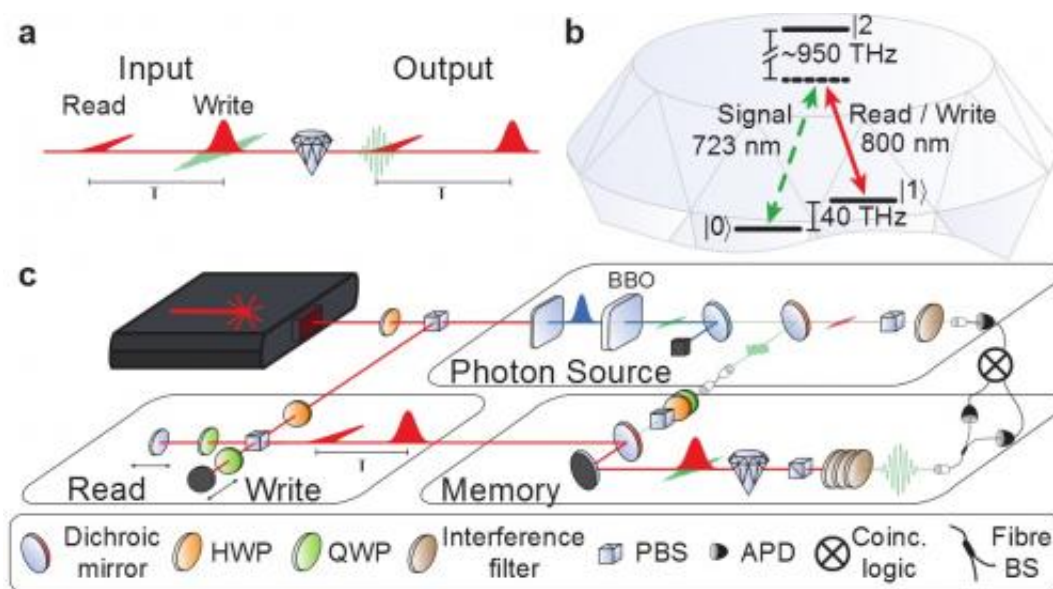 a
Input Output
Read Write
T T
b
|2
~950 THz
Signal Read / Write
723 nm 800 nm
|1⟩
|0⟩ 40 THz
c
BBO
Photon Source
T
Read Write Memory
Dichroic mirror
HWP
QWP
Interference filter
PBS
APD
Coinc. logic
Fibre BS